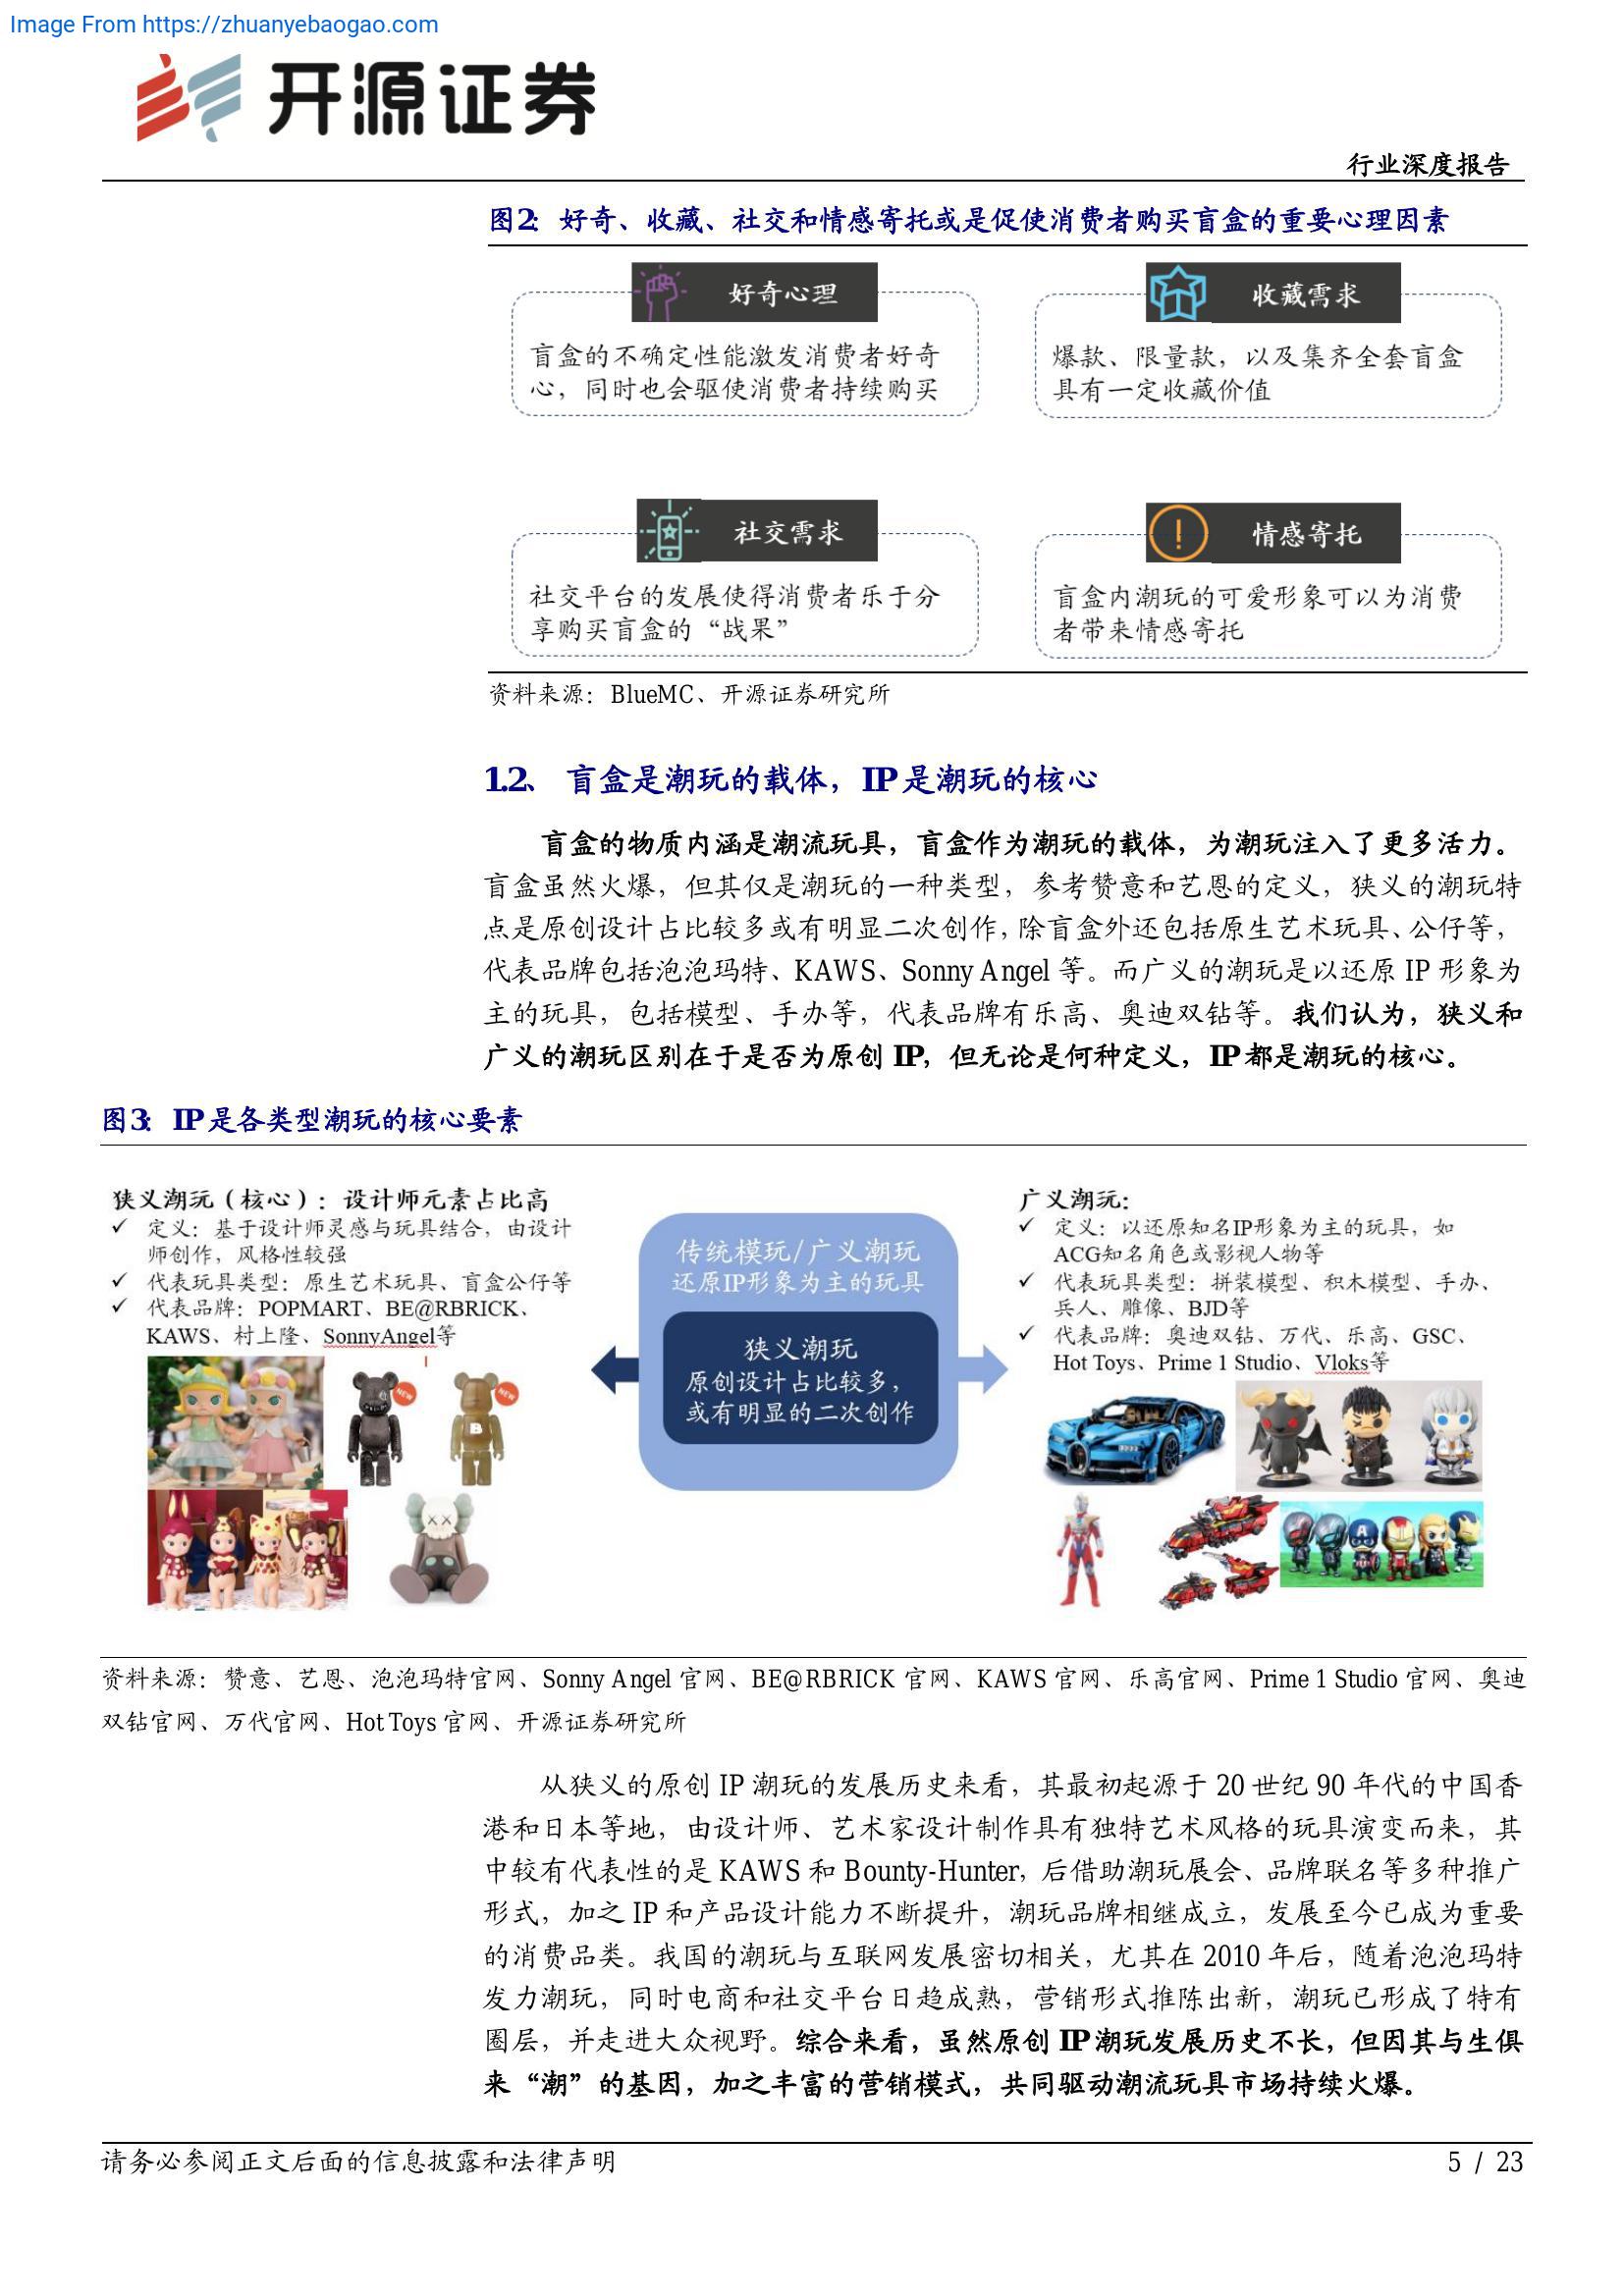 Image From https://zhuanyebaogao.com
开源证券
行业深度报告
图2：好奇、收藏、社交和情感寄托或是促使消费者购买盲盒的重要心理因素
好奇心理
盲盒的不确定性能激发消费者好奇
心，同时也会驱使消费者持续购买
收藏需求
爆款、限量款，以及集齐全套盲盒
具有一定收藏价值
社交需求
社交平台的发展使得消费者乐于分
享购买盲盒的“战果”
情感寄托
盲盒内潮玩的可爱形象可以为消费
者带来情感寄托
资料来源：BlueMC、开源证券研究所
1.2、 盲盒是潮玩的载体，IP 是潮玩的核心
盲盒的物质内涵是潮流玩具，盲盒作为潮玩的载体，为潮玩注入了更多活力。
盲盒虽然火爆，但其仅是潮玩的一种类型，参考赞意和艺恩的定义，狭义的潮玩特
点是原创设计占比较多或有明显二次创作，除盲盒外还包括原生艺术玩具、公仔等，
代表品牌包括泡泡玛特、KAWS、Sonny Angel 等。而广义的潮玩是以还原 IP 形象为
主的玩具，包括模型、手办等，代表品牌有乐高、奥迪双钻等。我们认为，狭义和
广义的潮玩区别在于是否为原创 IP，但无论是何种定义，IP 都是潮玩的核心。
图3：IP 是各类型潮玩的核心要素
狭义潮玩（核心）：设计师元素占比高
✓ 定义：基于设计师灵感与玩具结合，由设计
师创作，风格性较强
✓ 代表玩具类型：原生艺术玩具、盲盒公仔等
✓ 代表品牌：POPMART、BE@RBRICK、
KAWS、村上隆、SonnyAngel等
NEW
NEW
B
传统模玩/广义潮玩
还原IP形象为主的玩具
狭义潮玩
原创设计占比较多，
或有明显的二次创作
广义潮玩：
✓ 定义：以还原知名IP形象为主的玩具，如
ACG知名角色或影视人物等
✓ 代表玩具类型：拼装模型、积木模型、手办、
兵人、雕像、BJD等
✓ 代表品牌：奥迪双钻、万代、乐高、GSC、
Hot Toys、Prime 1 Studio、Vloks等
资料来源：赞意、艺恩、泡泡玛特官网、Sonny Angel 官网、BE@RBRICK 官网、KAWS 官网、乐高官网、Prime 1 Studio 官网、奥迪
双钻官网、万代官网、Hot Toys 官网、开源证券研究所
从狭义的原创 IP 潮玩的发展历史来看，其最初起源于 20 世纪 90 年代的中国香
港和日本等地，由设计师、艺术家设计制作具有独特艺术风格的玩具演变而来，其
中较有代表性的是 KAWS 和 Bounty-Hunter，后借助潮玩展会、品牌联名等多种推广
形式，加之 IP 和产品设计能力不断提升，潮玩品牌相继成立，发展至今已成为重要
的消费品类。我国的潮玩与互联网发展密切相关，尤其在 2010 年后，随着泡泡玛特
发力潮玩，同时电商和社交平台日趋成熟，营销形式推陈出新，潮玩已形成了特有
圈层，并走进大众视野。综合来看，虽然原创 IP 潮玩发展历史不长，但因其与生俱
来“潮”的基因，加之丰富的营销模式，共同驱动潮流玩具市场持续火爆。
请务必参阅正文后面的信息披露和法律声明
5 / 23